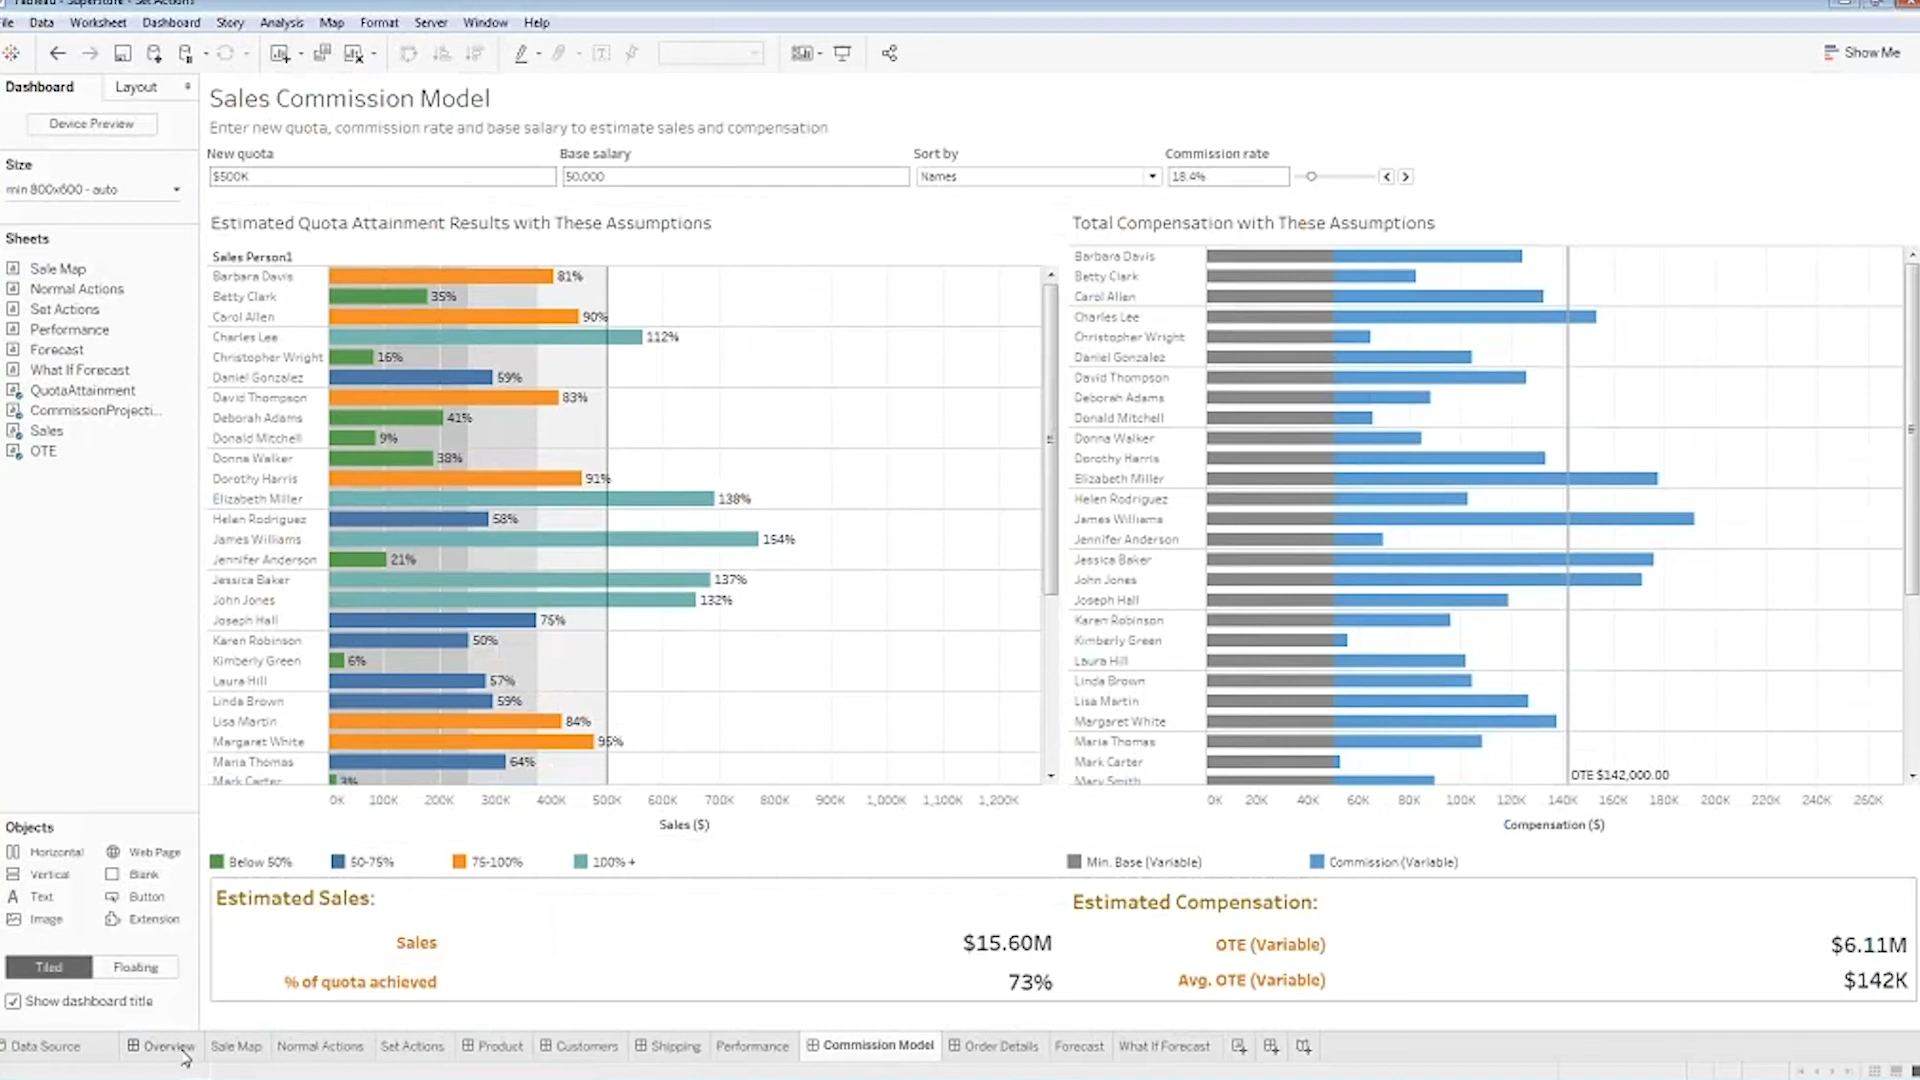 Tableau - Superstore - Set Actions
File Data Worksheet Dashboard Story Analysis Map Format Server Window Help
Show Me
Dashboard
Layout
Device Preview
Size
min 800x600 - auto
Sheets
Sale Map
Normal Actions
Set Actions
Performance
Forecast
What If Forecast
QuotaAttainment
CommissionProjecti...
Sales
OTE
Objects
Horizontal
Web Page
Vertical
Blank
Text
Button
Image
Extension
Tiled
Floating
Show dashboard title
Sales Commission Model
Enter new quota, commission rate and base salary to estimate sales and compensation
New quota
Base salary
Sort by
Commission rate
$500K
50,000
Names
18.4%
Estimated Quota Attainment Results with These Assumptions
Sales Person1
Barbara Davis 81%
Betty Clark 35%
Carol Allen 90%
Charles Lee 112%
Christopher Wright 16%
Daniel Gonzalez 59%
David Thompson 83%
Deborah Adams 41%
Donald Mitchell 9%
Donna Walker 38%
Dorothy Harris 91%
Elizabeth Miller 138%
Helen Rodriguez 58%
James Williams 154%
Jennifer Anderson 21%
Jessica Baker 137%
John Jones 132%
Joseph Hall 75%
Karen Robinson 50%
Kimberly Green 6%
Laura Hill 57%
Linda Brown 59%
Lisa Martin 84%
Margaret White 95%
Maria Thomas 64%
Mark Carter 3%
0K 100K 200K 300K 400K 500K 600K 700K 800K 900K 1,000K 1,100K 1,200K
Sales ($)
Below 50%
50-75%
75-100%
100% +
Total Compensation with These Assumptions
Barbara Davis
Betty Clark
Carol Allen
Charles Lee
Christopher Wright
Daniel Gonzalez
David Thompson
Deborah Adams
Donald Mitchell
Donna Walker
Dorothy Harris
Elizabeth Miller
Helen Rodriguez
James Williams
Jennifer Anderson
Jessica Baker
John Jones
Joseph Hall
Karen Robinson
Kimberly Green
Laura Hill
Linda Brown
Lisa Martin
Margaret White
Maria Thomas
Mark Carter
Mary Smith
OTE $142,000.00
0K 20K 40K 60K 80K 100K 120K 140K 160K 180K 200K 220K 240K 260K
Compensation ($)
Min. Base (Variable)
Commission (Variable)
Estimated Sales:
Sales $15.60M
% of quota achieved 73%
Estimated Compensation:
OTE (Variable) $6.11M
Avg. OTE (Variable) $142K
Data Source
Overview
Sale Map
Normal Actions
Set Actions
Product
Customers
Shipping
Performance
Commission Model
Order Details
Forecast
What If Forecast